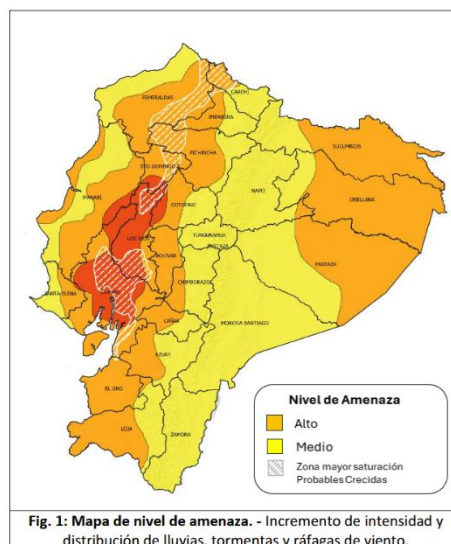 ESMERALDAS
CARCHI
IMBABURA
SUCUMBIOS
PICHINCHA
STO DOMINGO
NAPO
ORELLANA
MANABÍ
COTOPAXI
LOS RIOS
TUNGURAHUA
PASTAZA
BOLIVAR
PASTAZA
SANTA ELENA
CHIMBORAZO
MORONA SANTIAGO
CAÑAR
AZUAY
EL ORO
LOJA
ZAMORA
Nivel de Amenaza
Alto
Medio
Zona mayor saturación
Probables Crecidas
Fig. 1: Mapa de nivel de amenaza. - Incremento de intensidad y
distribución de lluvias, tormentas y ráfagas de viento.